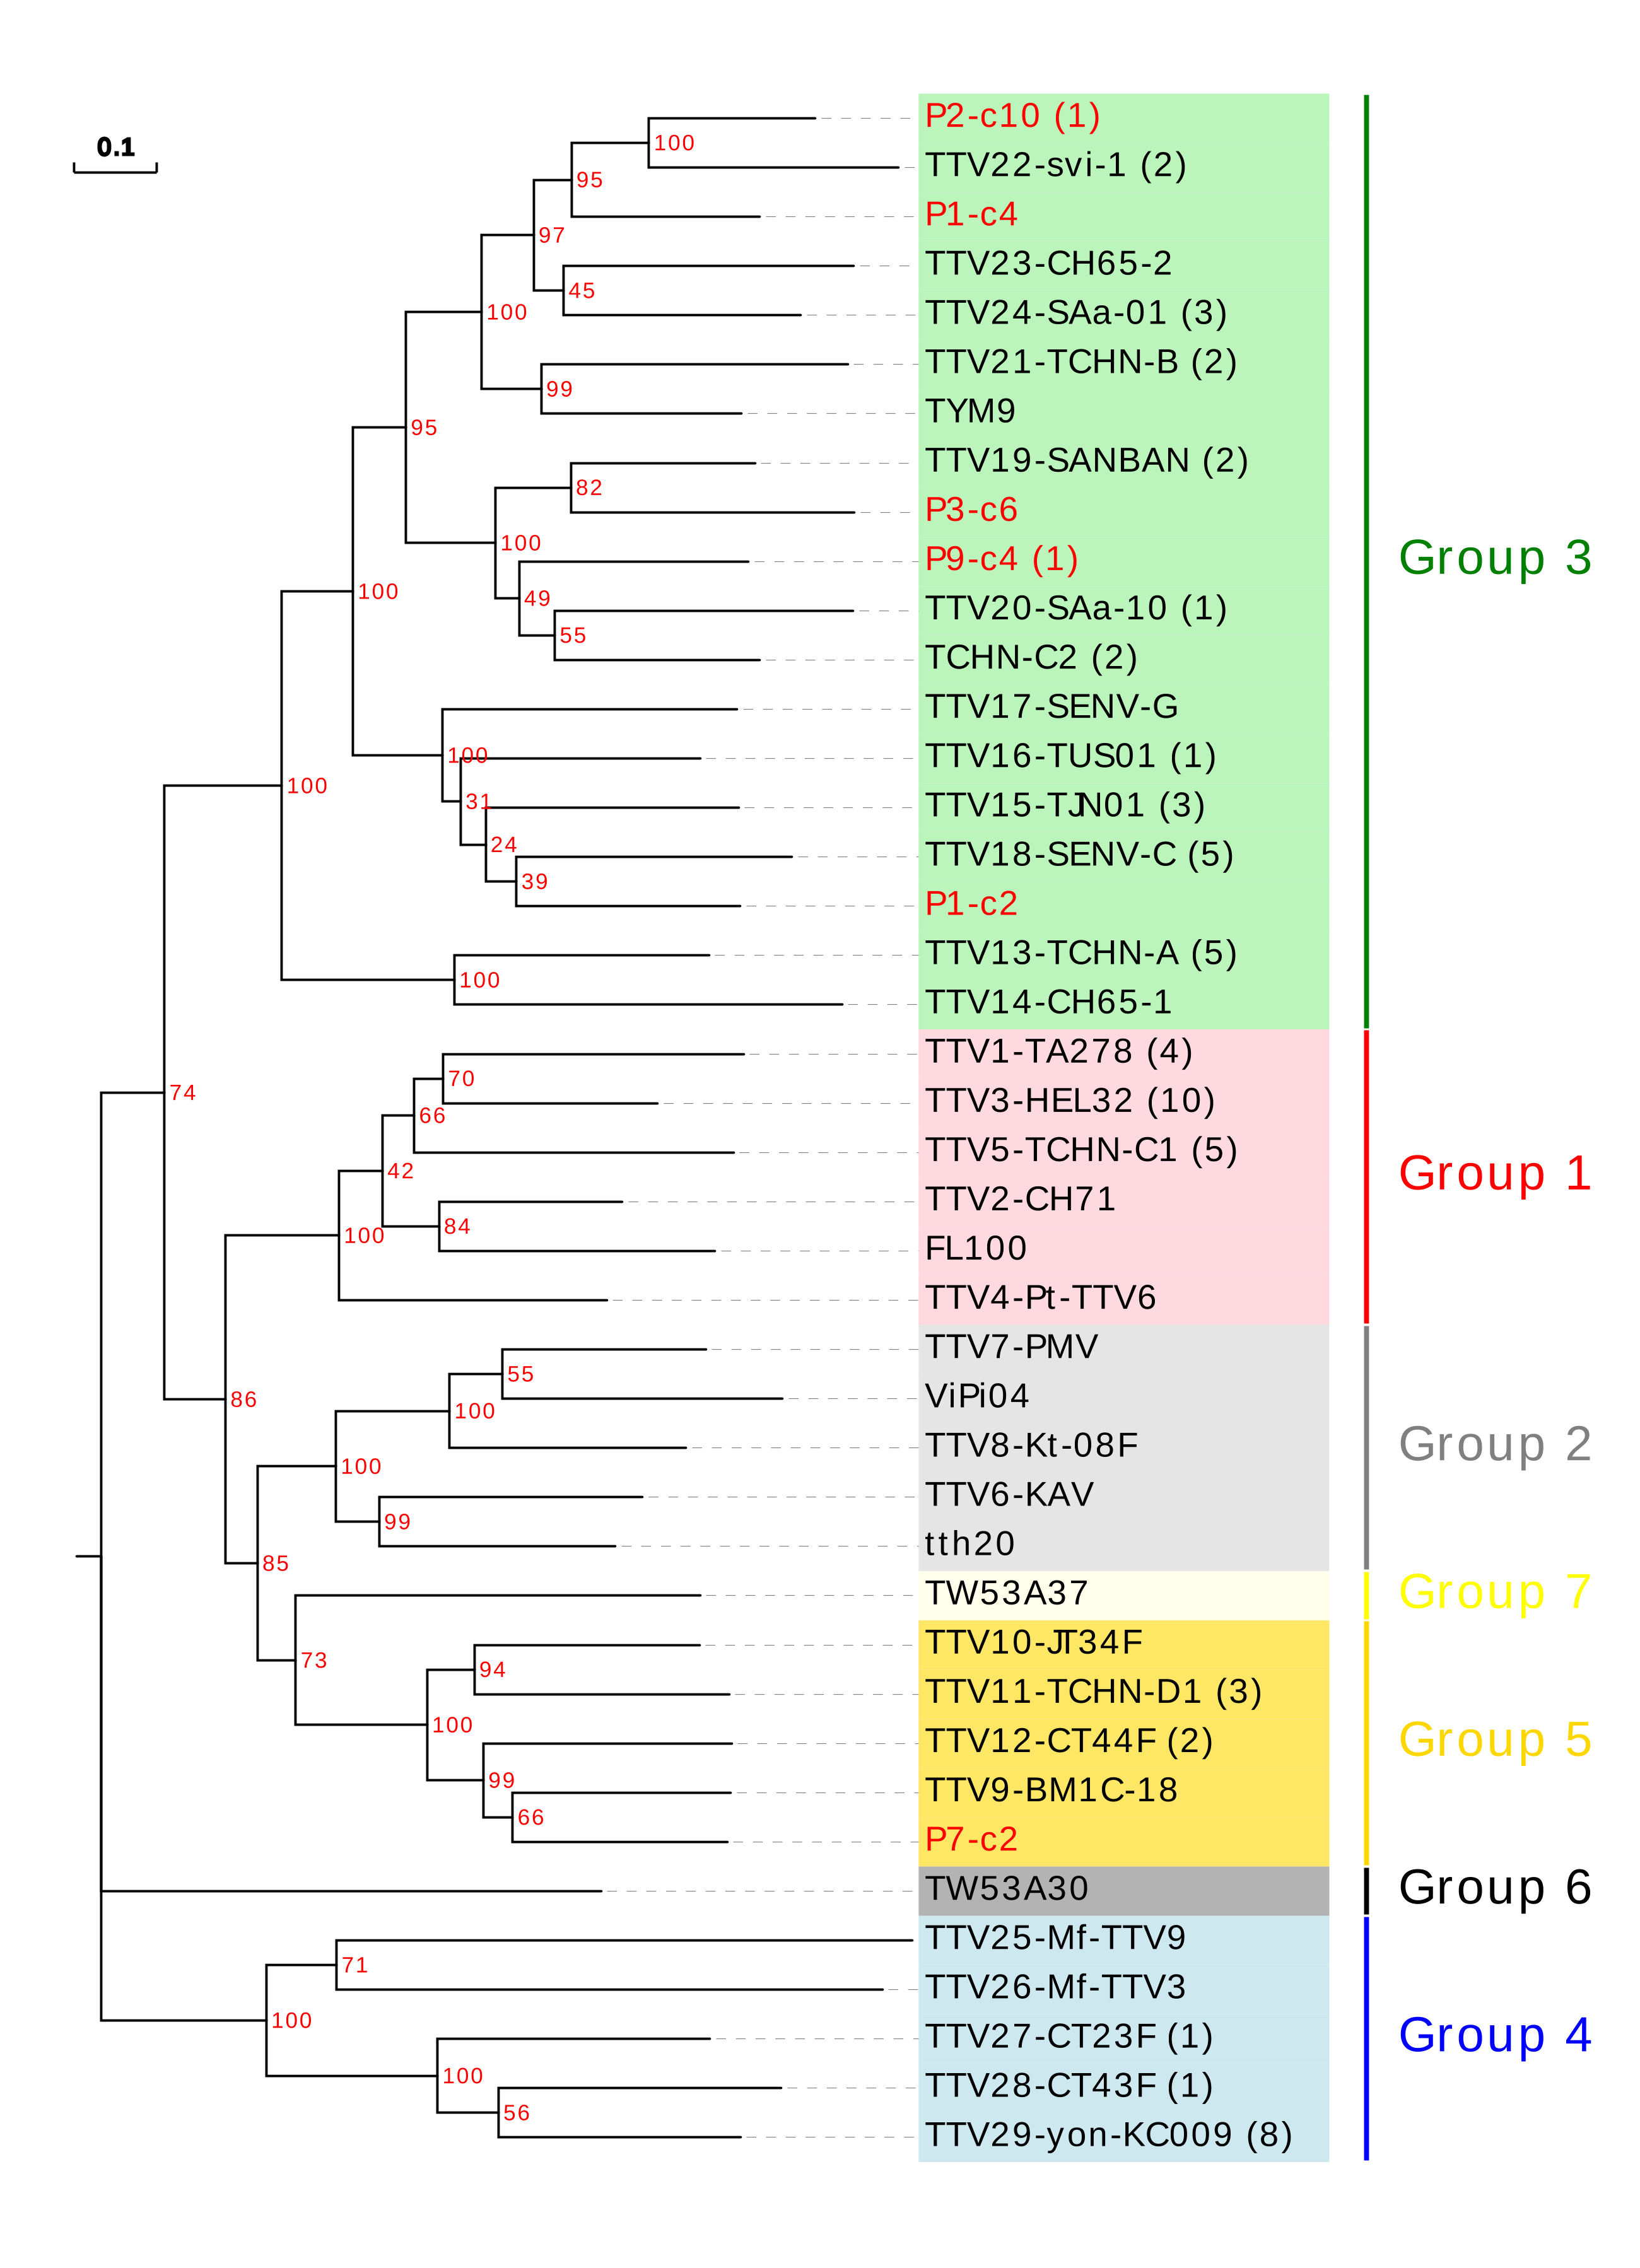 0.1
P2-c10 (1)
100
TTV22-svi-1 (2)
95
P1-c4
97
TTV23-CH65-2
45
TTV24-SAa-01 (3)
100
TTV21-TCHN-B (2)
99
TYM9
95
TTV19-SANBAN (2)
82
P3-c6
100
P9-c4 (1)
Group 3
49
TTV20-SAa-10 (1)
100
55
TCHN-C2 (2)
TTV17-SENV-G
100
TTV16-TUS01 (1)
100
31
TTV15-TJN01 (3)
24
TTV18-SENV-C (5)
39
P1-c2
TTV13-TCHN-A (5)
100
TTV14-CH65-1
TTV1-TA278 (4)
70
74
TTV3-HEL32 (10)
66
TTV5-TCHN-C1 (5)
42
Group 1
TTV2-CH71
84
100
FL100
TTV4-Pt-TTV6
TTV7-PMV
55
86
ViPi04
100
TTV8-Kt-08F
Group 2
100
TTV6-KAV
99
tth20
85
TW53A37
Group 7
73
TTV10-JT34F
94
TTV11-TCHN-D1 (3)
100
TTV12-CT44F (2)
Group 5
99
TTV9-BM1C-18
66
P7-c2
TW53A30
Group 6
TTV25-Mf-TTV9
71
TTV26-Mf-TTV3
100
TTV27-CT23F (1)
Group 4
100
TTV28-CT43F (1)
56
TTV29-yon-KC009 (8)